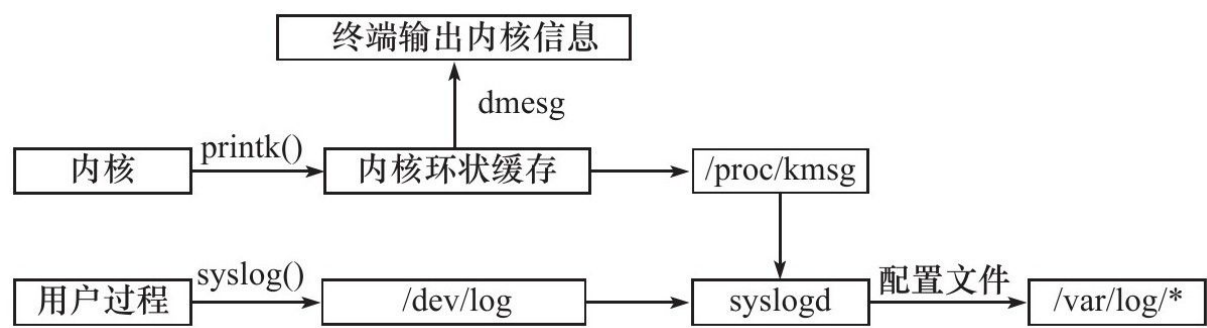 终端输出内核信息
dmesg
内核
printk()
内核环状缓存
/proc/kmsg
用户过程
syslog()
/dev/log
syslogd
配置文件
/var/log/*